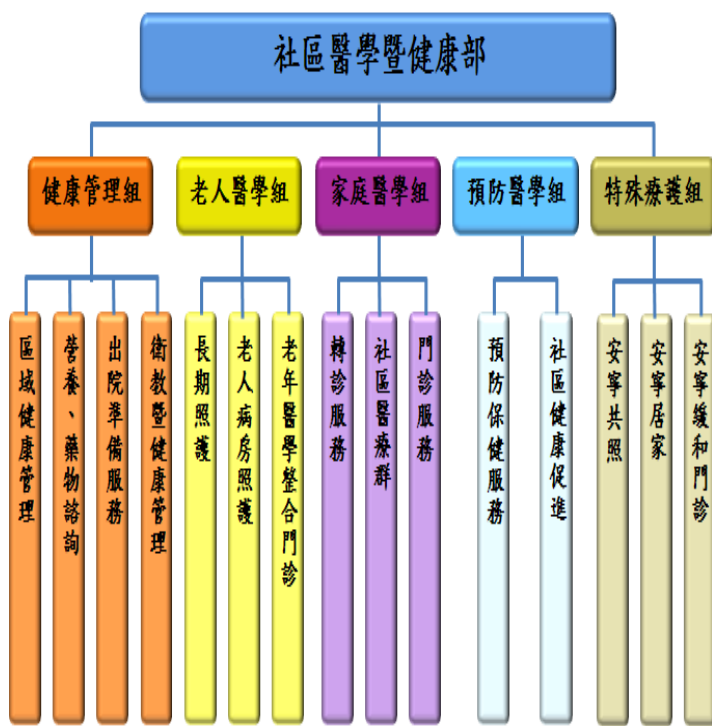 社區醫學暨健康部
健康管理組
老人醫學組
家庭醫學組
預防醫學組
特殊療護組
區域健康管理
營養、藥物諮詢
出院準備服務
衛教暨健康管理
長期照護
老人病房照護
老年醫學整合門診
轉診服務
社區醫療群
門診服務
預防保健服務
社區健康促進
安寧共照
安寧居家
安寧緩和門診